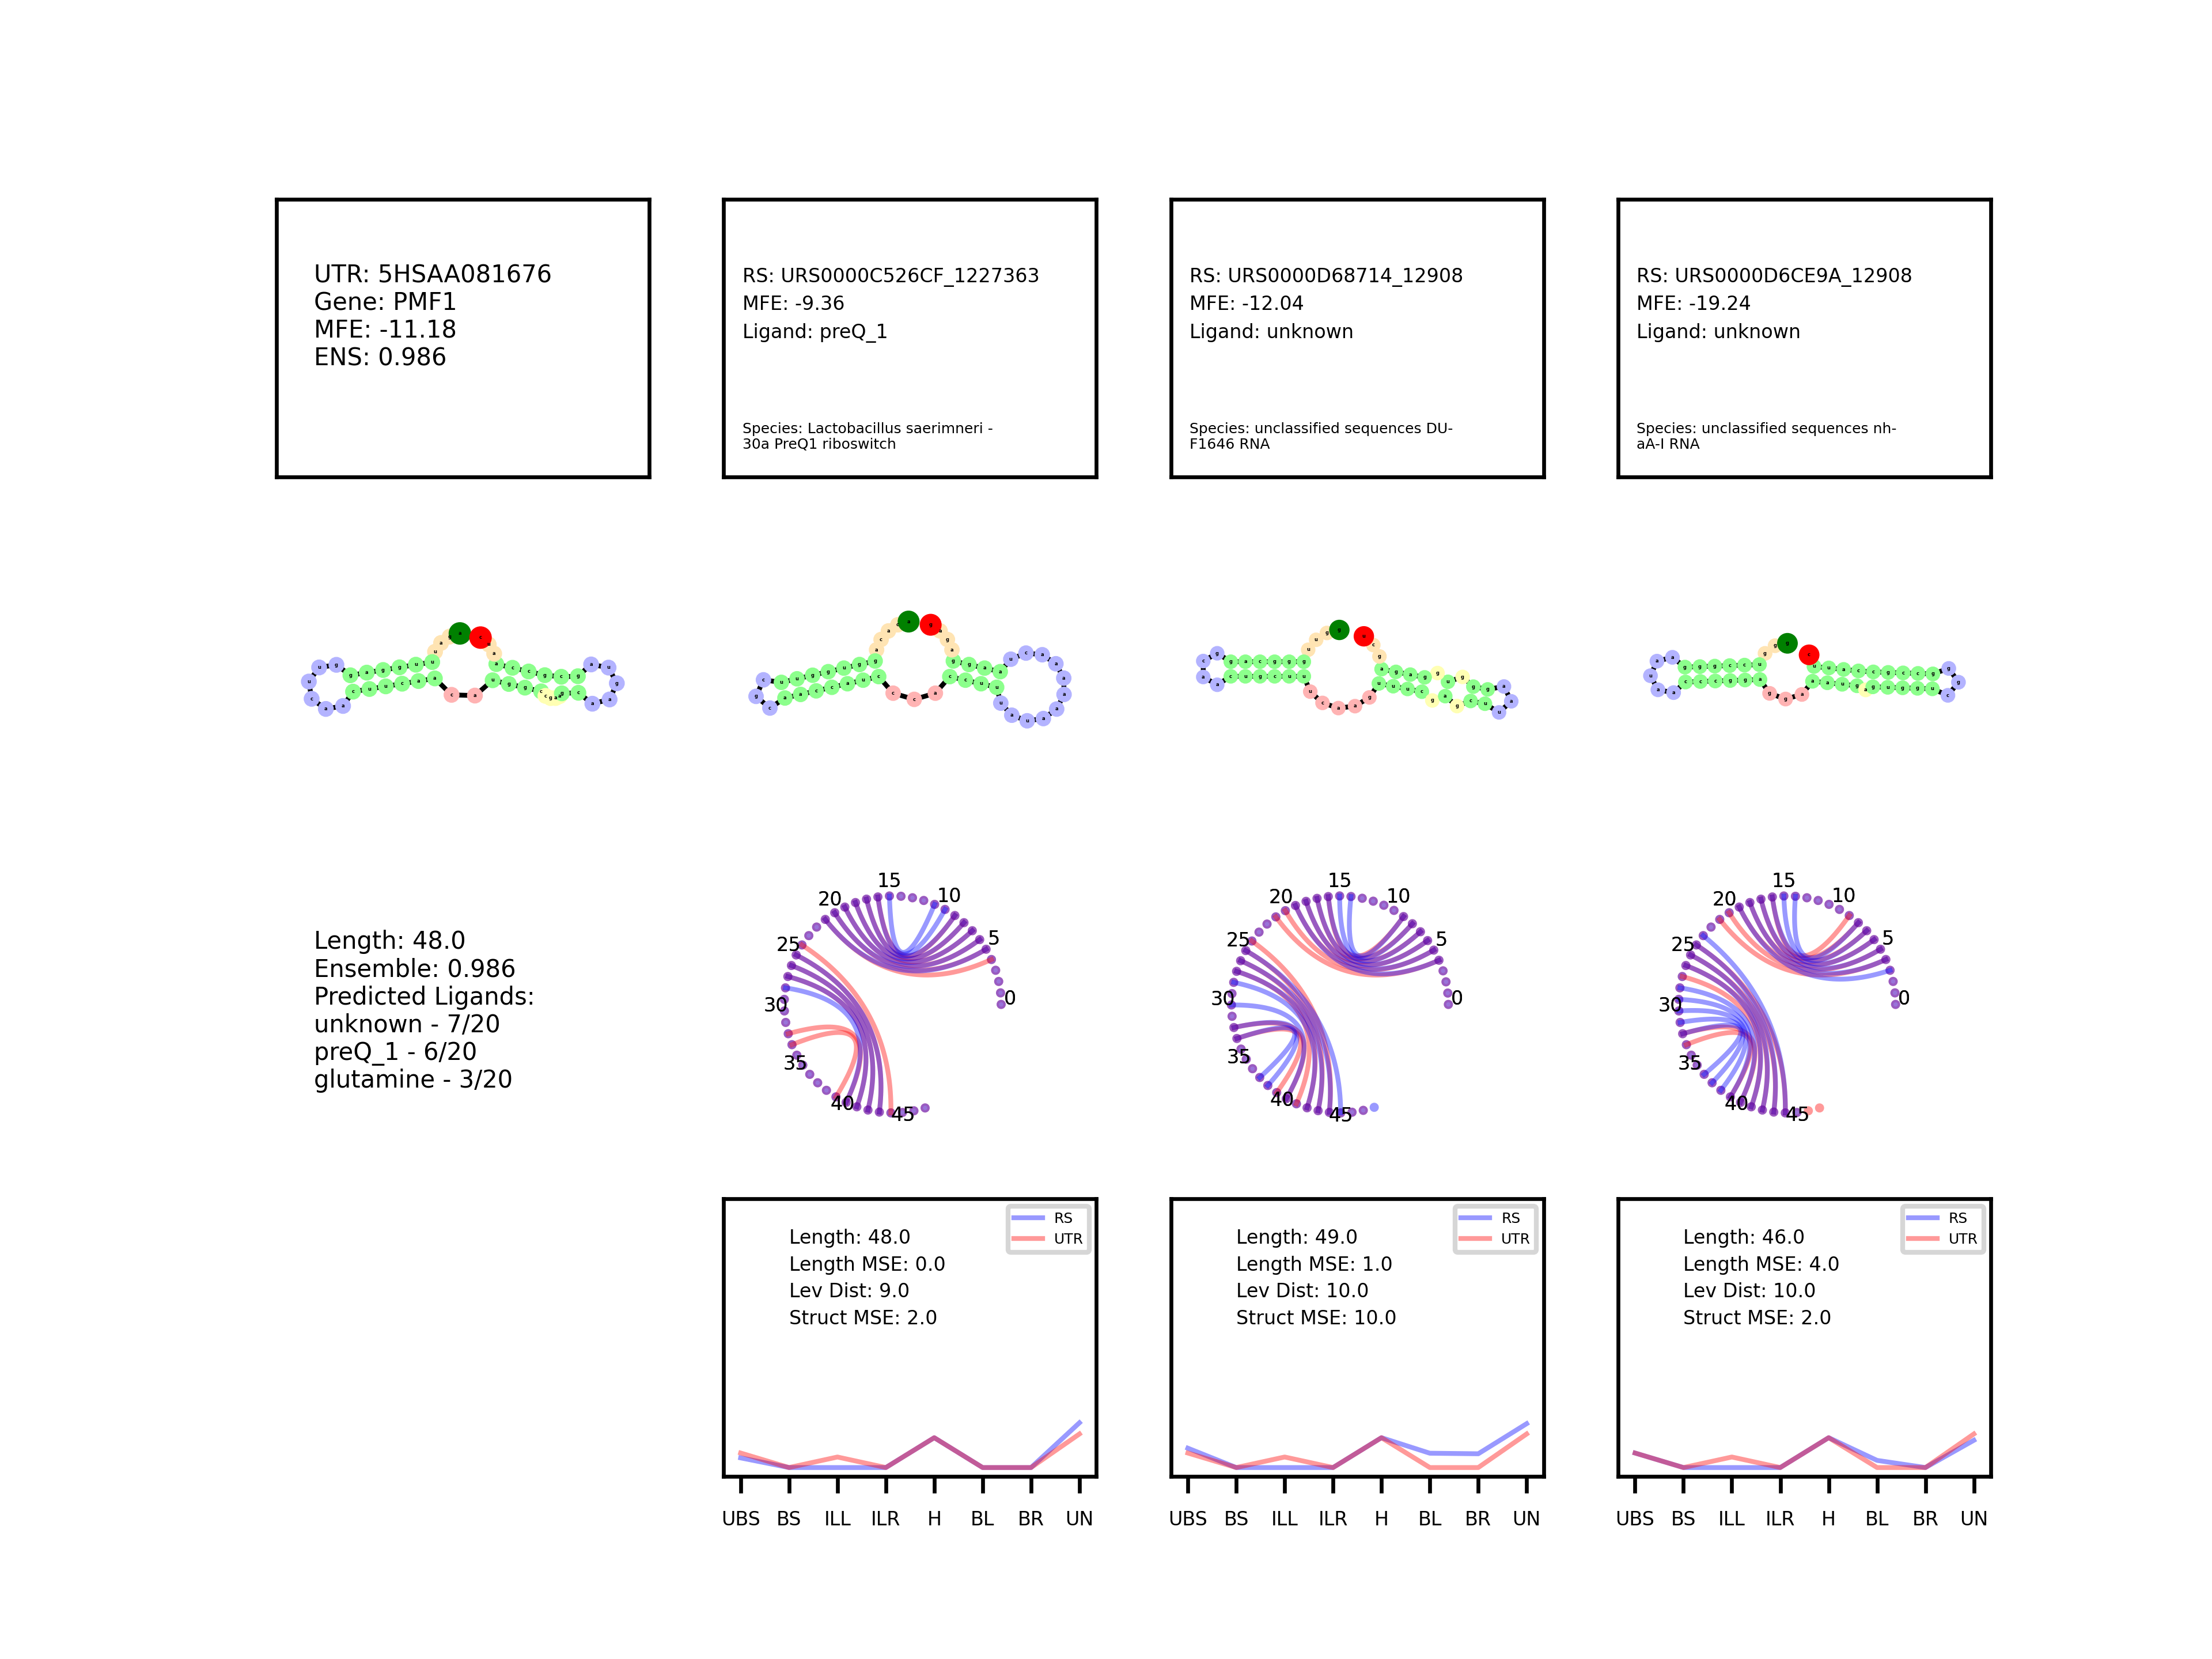 UTR: 5HSAA081676
Gene: PMF1
MFE: -11.18
ENS: 0.986
RS: URS0000C526CF_1227363
MFE: -9.36
Ligand: preQ_1
Species: Lactobacillus saerimneri -
30a PreQ1 riboswitch
RS: URS0000D68714_12908
MFE: -12.04
Ligand: unknown
Species: unclassified sequences DU-
F1646 RNA
RS: URS0000D6CE9A_12908
MFE: -19.24
Ligand: unknown
Species: unclassified sequences nh-
aA-I RNA
Length: 48.0
Ensemble: 0.986
Predicted Ligands:
unknown - 7/20
preQ_1 - 6/20
glutamine - 3/20
0
5
10
15
20
25
30
35
40
45
0
5
10
15
20
25
30
35
40
45
0
5
10
15
20
25
30
35
40
45
RS
UTR
Length: 48.0
Length MSE: 0.0
Lev Dist: 9.0
Struct MSE: 2.0
UBS BS ILL ILR H BL BR UN
RS
UTR
Length: 49.0
Length MSE: 1.0
Lev Dist: 10.0
Struct MSE: 10.0
UBS BS ILL ILR H BL BR UN
RS
UTR
Length: 46.0
Length MSE: 4.0
Lev Dist: 10.0
Struct MSE: 2.0
UBS BS ILL ILR H BL BR UN